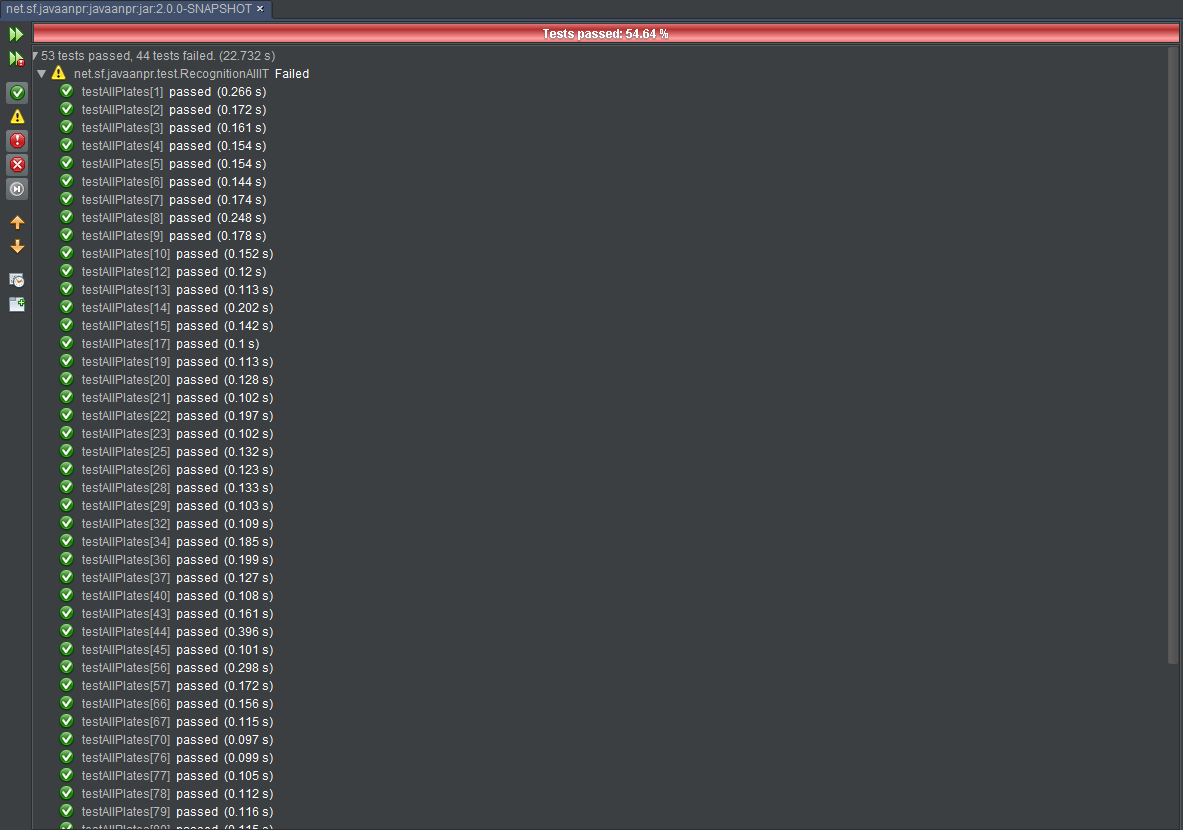 net.sf.javaanpr:javaanpr:jar:2.0.0-SNAPSHOT ×
Tests passed: 54.64 %
53 tests passed, 44 tests failed. (22.732 s)
net.sf.javaanpr.test.RecognitionAllIT Failed
testAllPlates[1] passed (0.266 s)
testAllPlates[2] passed (0.172 s)
testAllPlates[3] passed (0.161 s)
testAllPlates[4] passed (0.154 s)
testAllPlates[5] passed (0.154 s)
testAllPlates[6] passed (0.144 s)
testAllPlates[7] passed (0.174 s)
testAllPlates[8] passed (0.248 s)
testAllPlates[9] passed (0.178 s)
testAllPlates[10] passed (0.152 s)
testAllPlates[12] passed (0.12 s)
testAllPlates[13] passed (0.113 s)
testAllPlates[14] passed (0.202 s)
testAllPlates[15] passed (0.142 s)
testAllPlates[17] passed (0.1 s)
testAllPlates[19] passed (0.113 s)
testAllPlates[20] passed (0.128 s)
testAllPlates[21] passed (0.102 s)
testAllPlates[22] passed (0.197 s)
testAllPlates[23] passed (0.102 s)
testAllPlates[25] passed (0.132 s)
testAllPlates[26] passed (0.123 s)
testAllPlates[28] passed (0.133 s)
testAllPlates[29] passed (0.103 s)
testAllPlates[32] passed (0.109 s)
testAllPlates[34] passed (0.185 s)
testAllPlates[36] passed (0.199 s)
testAllPlates[37] passed (0.127 s)
testAllPlates[40] passed (0.108 s)
testAllPlates[43] passed (0.161 s)
testAllPlates[44] passed (0.396 s)
testAllPlates[45] passed (0.101 s)
testAllPlates[56] passed (0.298 s)
testAllPlates[57] passed (0.172 s)
testAllPlates[66] passed (0.156 s)
testAllPlates[67] passed (0.115 s)
testAllPlates[70] passed (0.097 s)
testAllPlates[76] passed (0.099 s)
testAllPlates[77] passed (0.105 s)
testAllPlates[78] passed (0.112 s)
testAllPlates[79] passed (0.116 s)